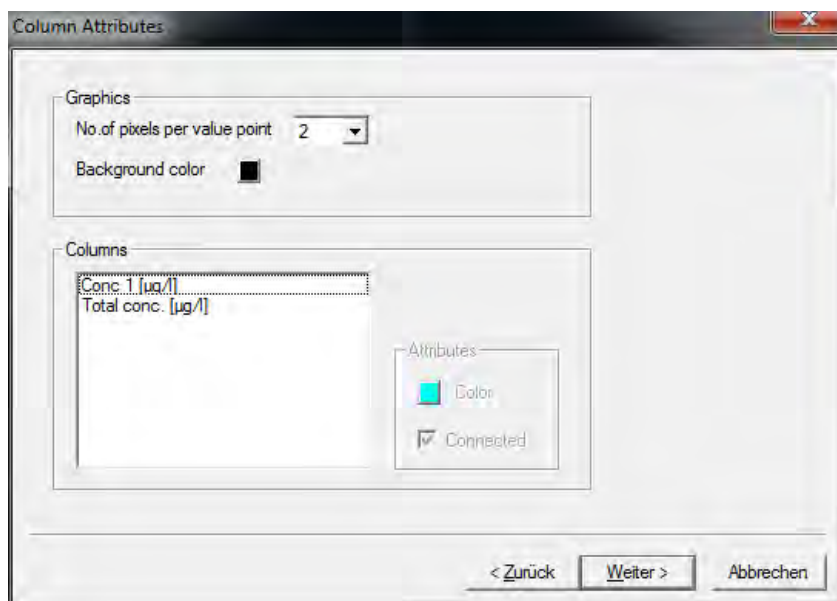 Column Attributes
Graphics
No.of pixels per value point 2
Background color
Columns
Conc 1 [µg/l]
Total conc. [µg/l]
Attributes
Color
Connected
< Zurück Weiter > Abbrechen